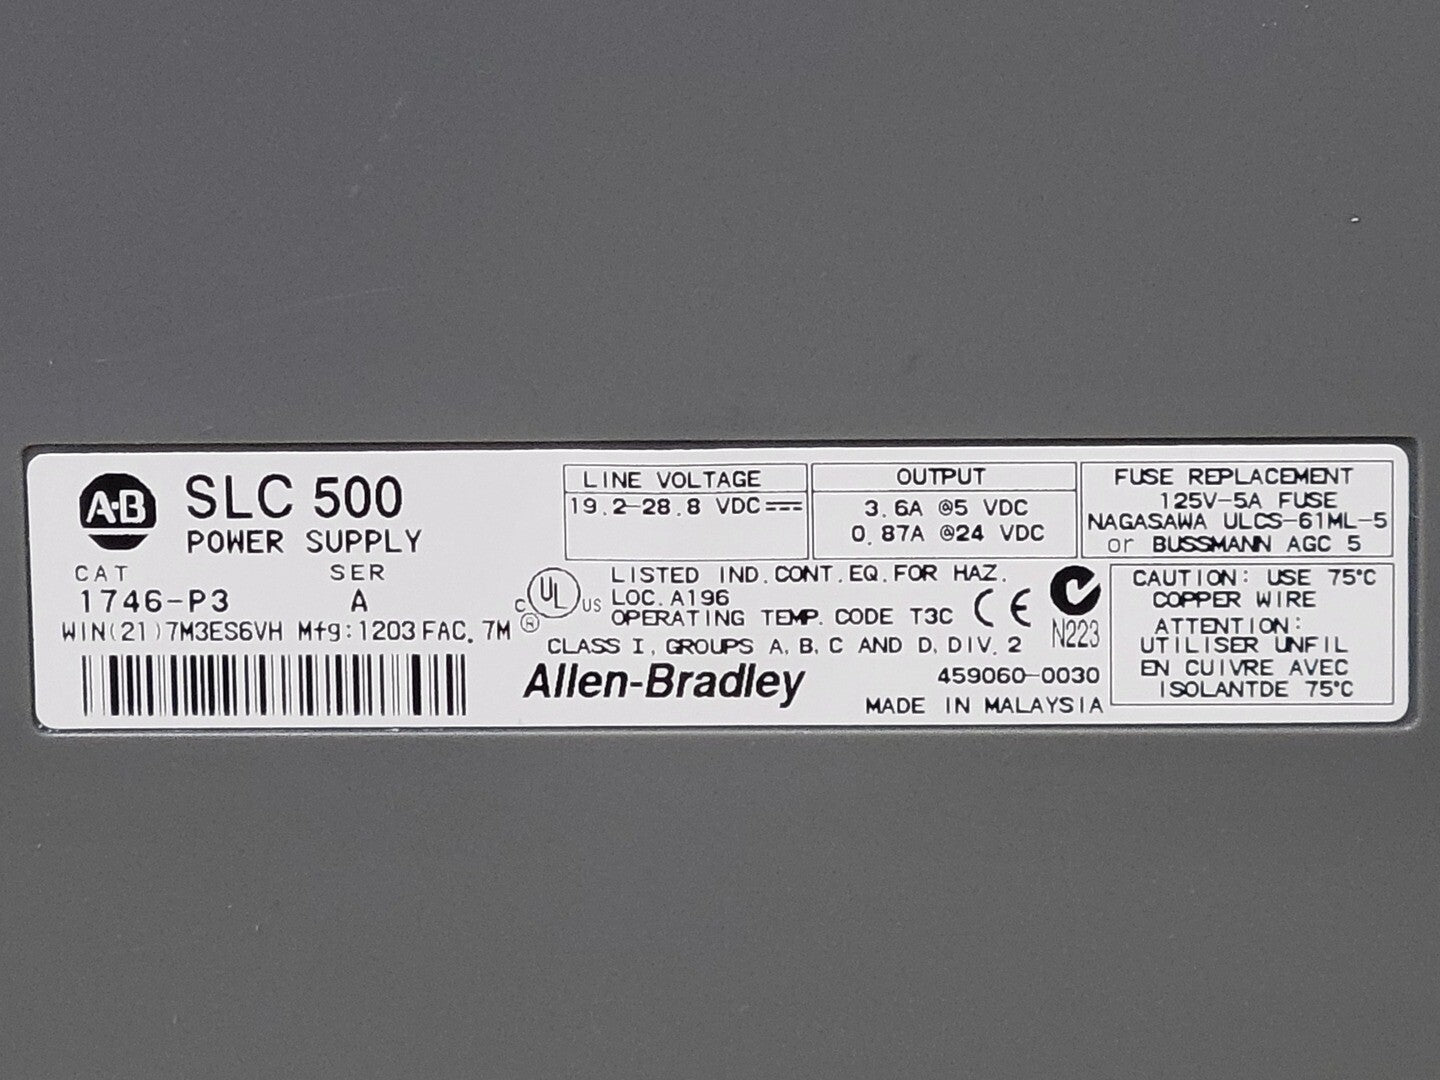 A·B SLC 500
POWER SUPPLY
CAT SER
1746-P3 A
WIN(21)7M3ES6VH Mfg:1203 FAC. 7M
LINE VOLTAGE
19.2-28.8 VDC
OUTPUT
3.6A @5 VDC
0.87A @24 VDC
FUSE REPLACEMENT
125V-5A FUSE
NAGASAWA ULCS-61ML-5
or BUSSMANN AGC 5
C UL US ®
LISTED IND. CONT. EQ. FOR HAZ.
LOC. A196
OPERATING TEMP. CODE T3C
CLASS I, GROUPS A, B, C AND D, DIV. 2
CE
N223
Allen-Bradley
459060-0030
MADE IN MALAYSIA
CAUTION: USE 75°C
COPPER WIRE
ATTENTION:
UTILISER UNFIL
EN CUIVRE AVEC
ISOLANTDE 75°C